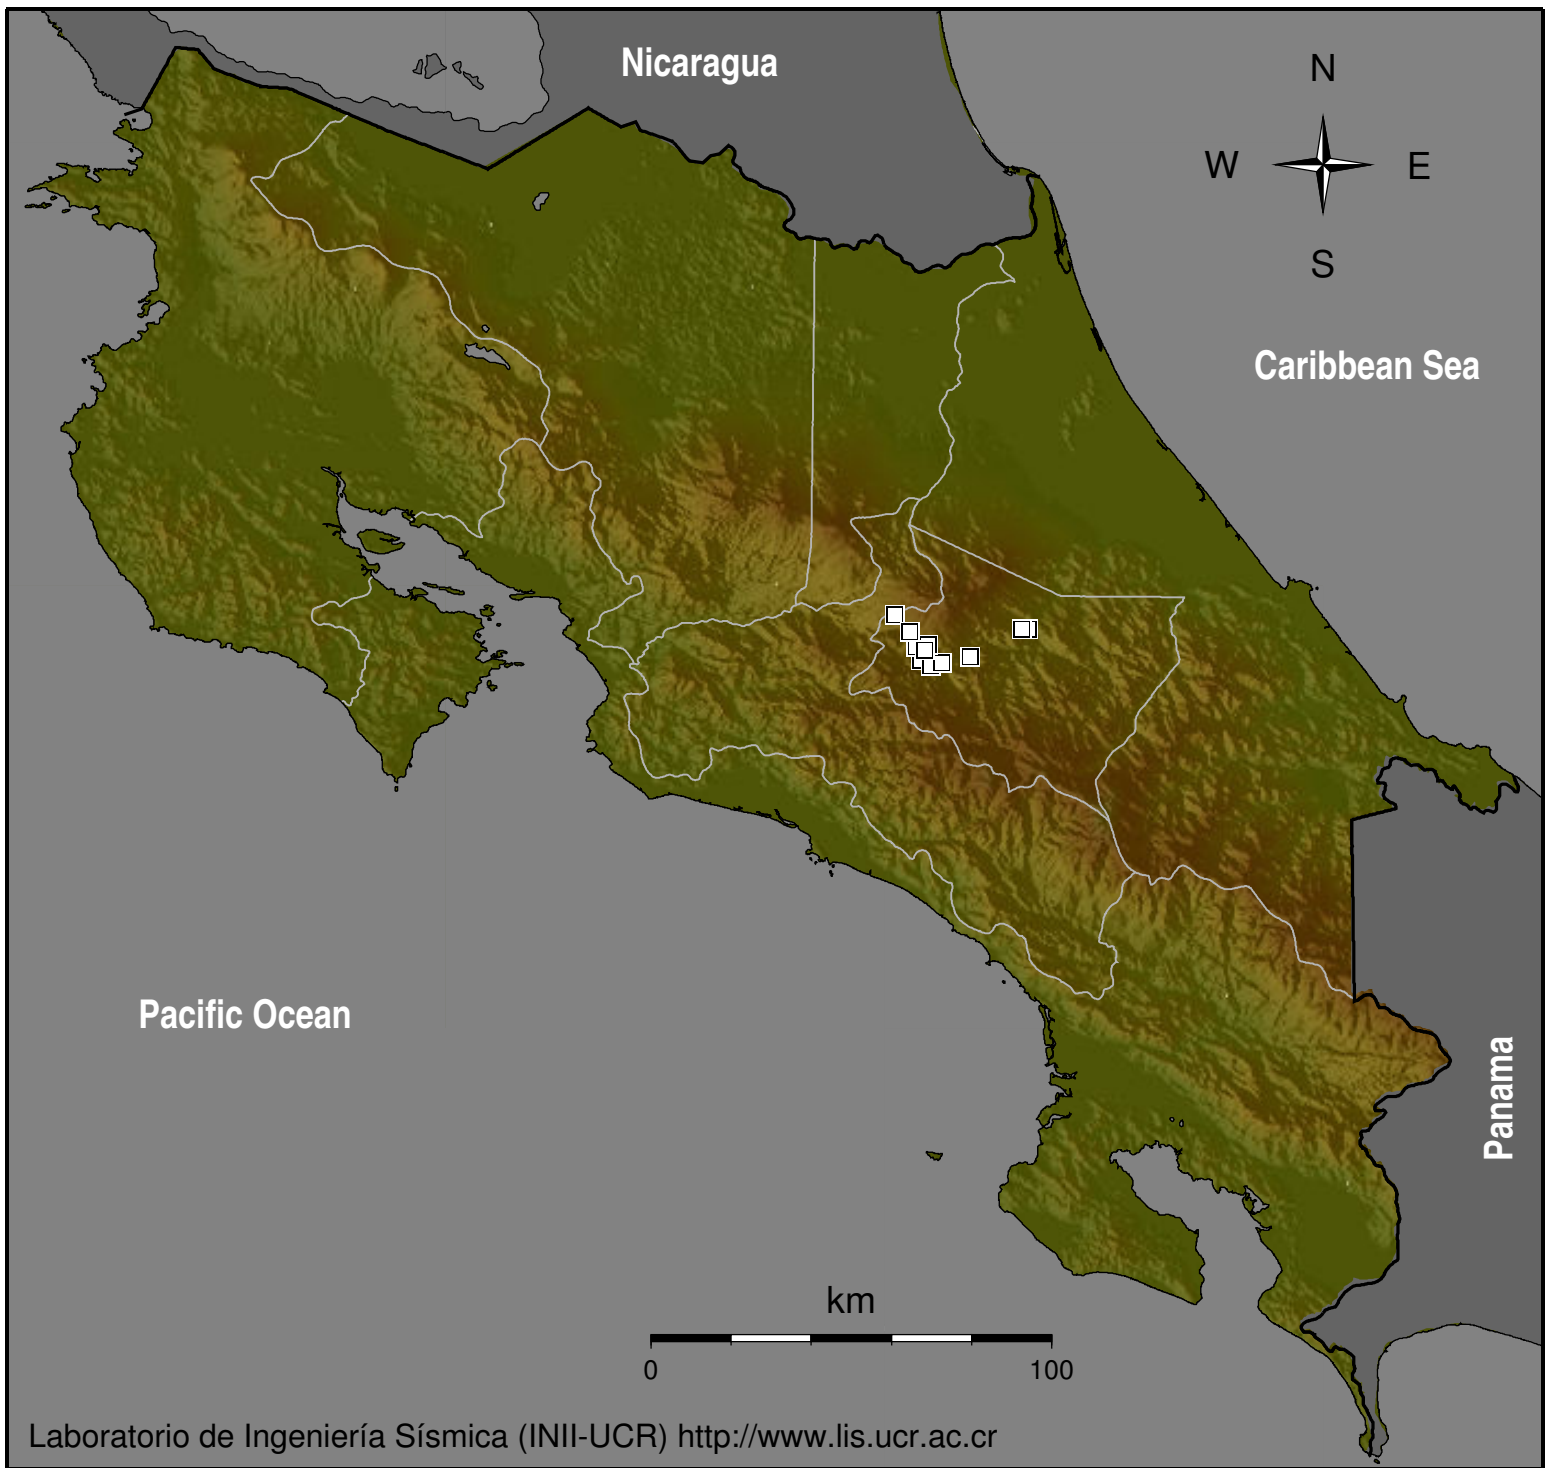 Nicaragua
N
W
E
S
Caribbean Sea
Pacific Ocean
Panama
km
0
100
Laboratorio de Ingeniería Sísmica (INII-UCR) http://www.lis.ucr.ac.cr